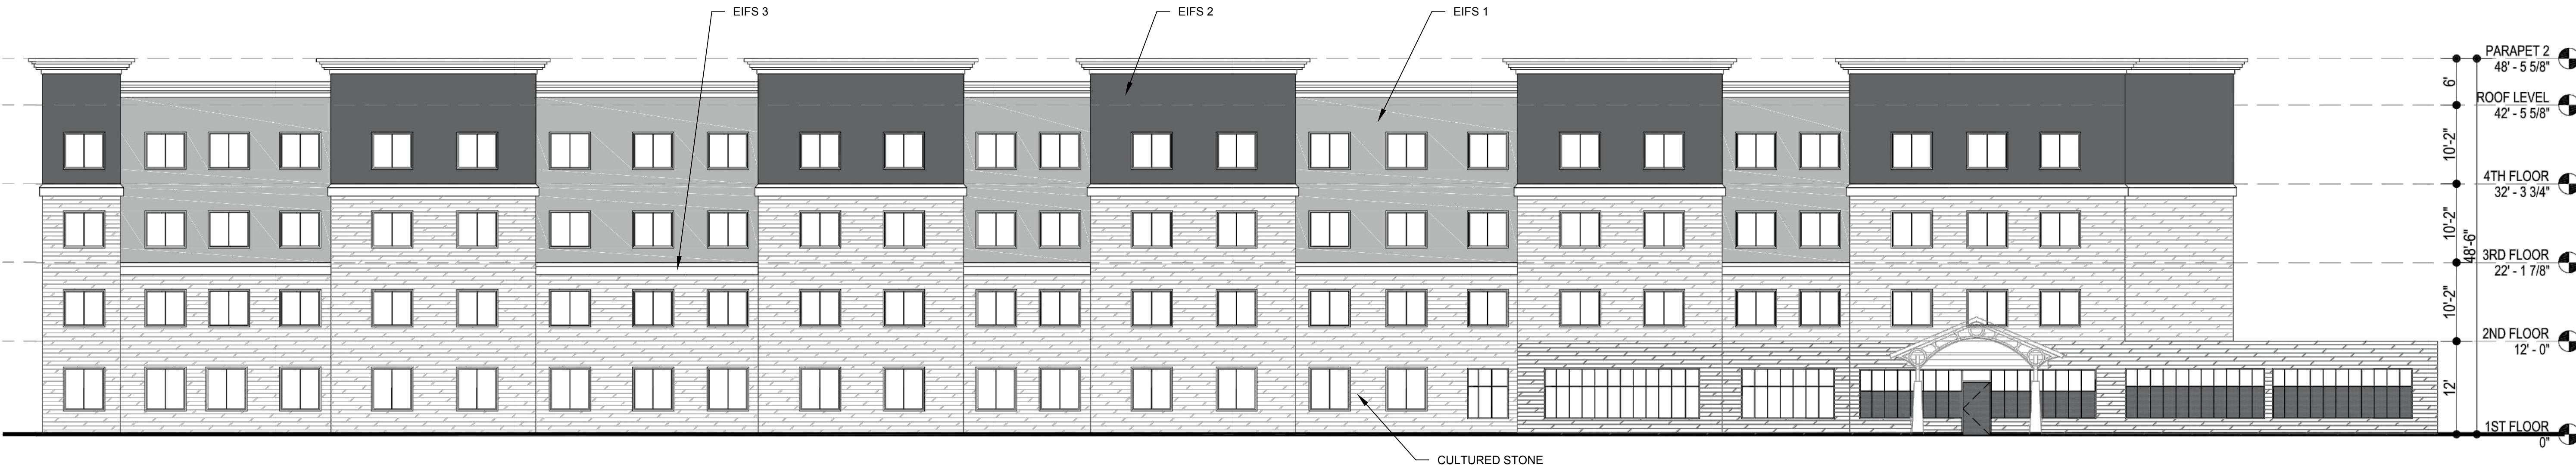 EIFS 3
EIFS 2
EIFS 1
PARAPET 2
48' - 5 5/8"
6'
ROOF LEVEL
42' - 5 5/8"
10'-2"
4TH FLOOR
32' - 3 3/4"
10'-2"
48'-6"
3RD FLOOR
22' - 1 7/8"
10'-2"
2ND FLOOR
12' - 0"
12'
1ST FLOOR
0"
CULTURED STONE